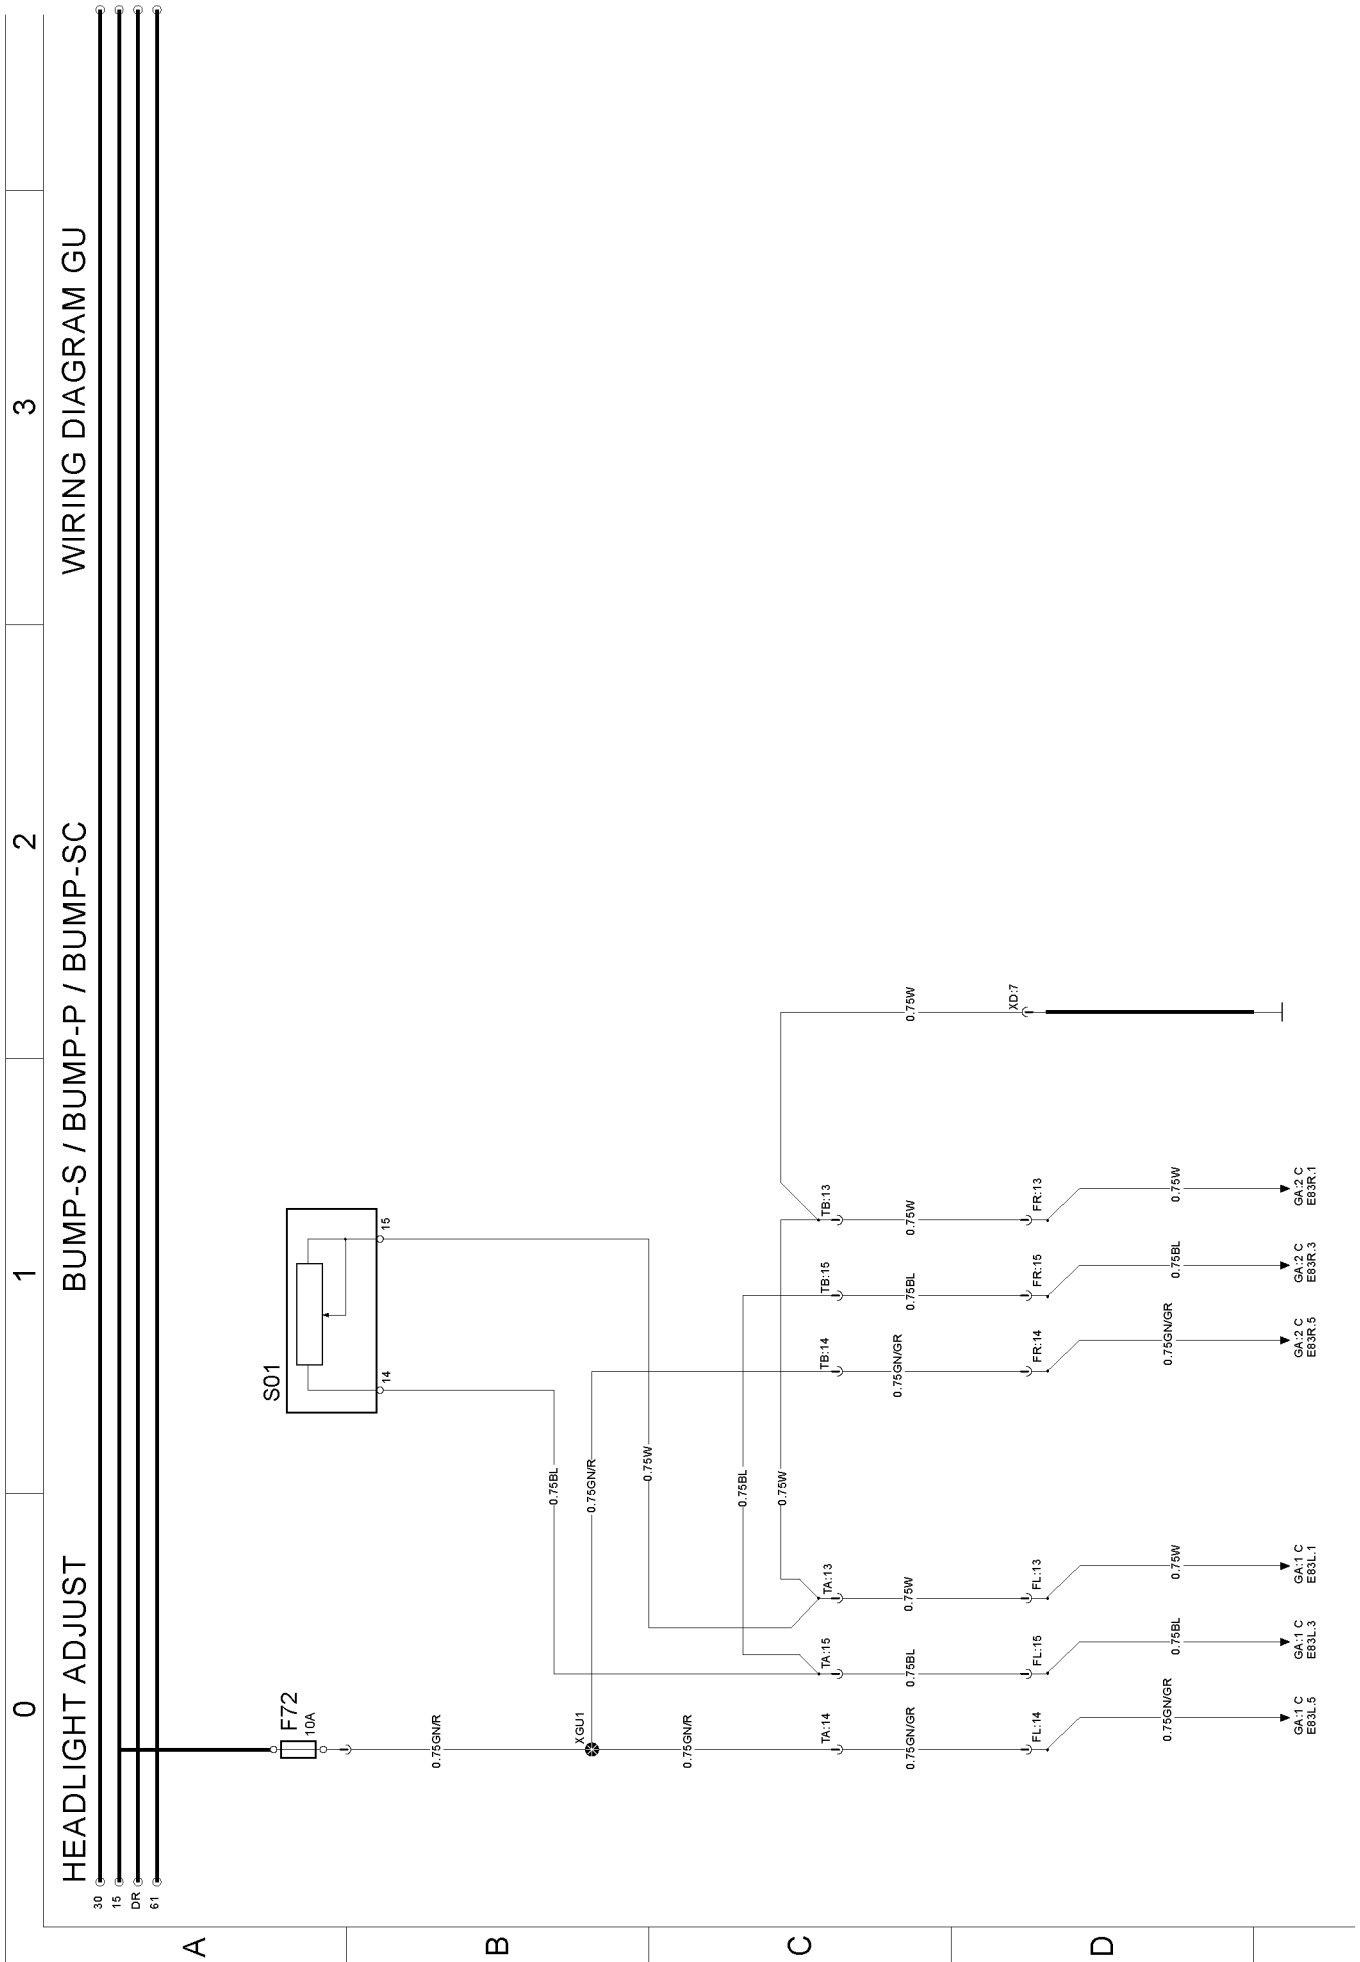 0
1
2
3
HEADLIGHT ADJUST
BUMP-S / BUMP-P / BUMP-SC
WIRING DIAGRAM GU
30
15
DR
61
A
B
C
D
F72
10A
S01
14
15
0.75GN/R
0.75BL
XGU1
0.75GN/R
0.75W
0.75GN/R
0.75BL
0.75W
TA:14
TA:15
TA:13
TB:14
TB:15
TB:13
0.75GN/GR
0.75BL
0.75W
0.75GN/GR
0.75BL
0.75W
0.75W
FL:14
FL:15
FL:13
FR:14
FR:15
FR:13
XD:7
0.75GN/GR
0.75BL
0.75W
0.75GN/GR
0.75BL
0.75W
GA:1 C
E83L.5
GA:1 C
E83L.3
GA:1 C
E83L.1
GA:2 C
E83R.5
GA:2 C
E83R.3
GA:2 C
E83R.1